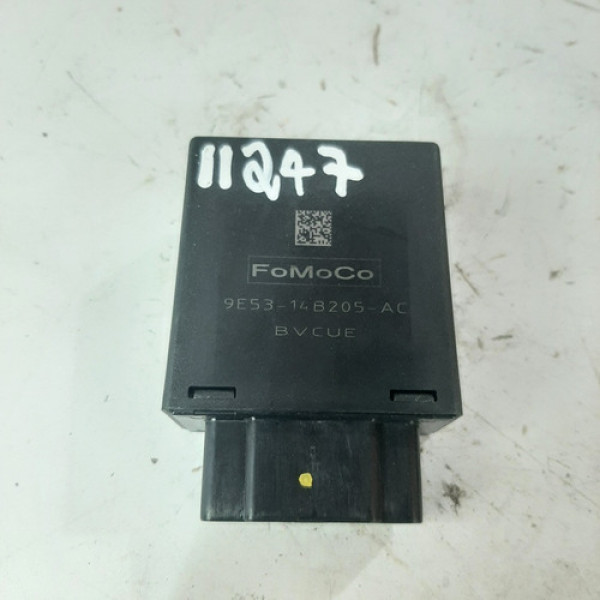 11247
FoMoCo
9E53-14B205-AC
BVCUE